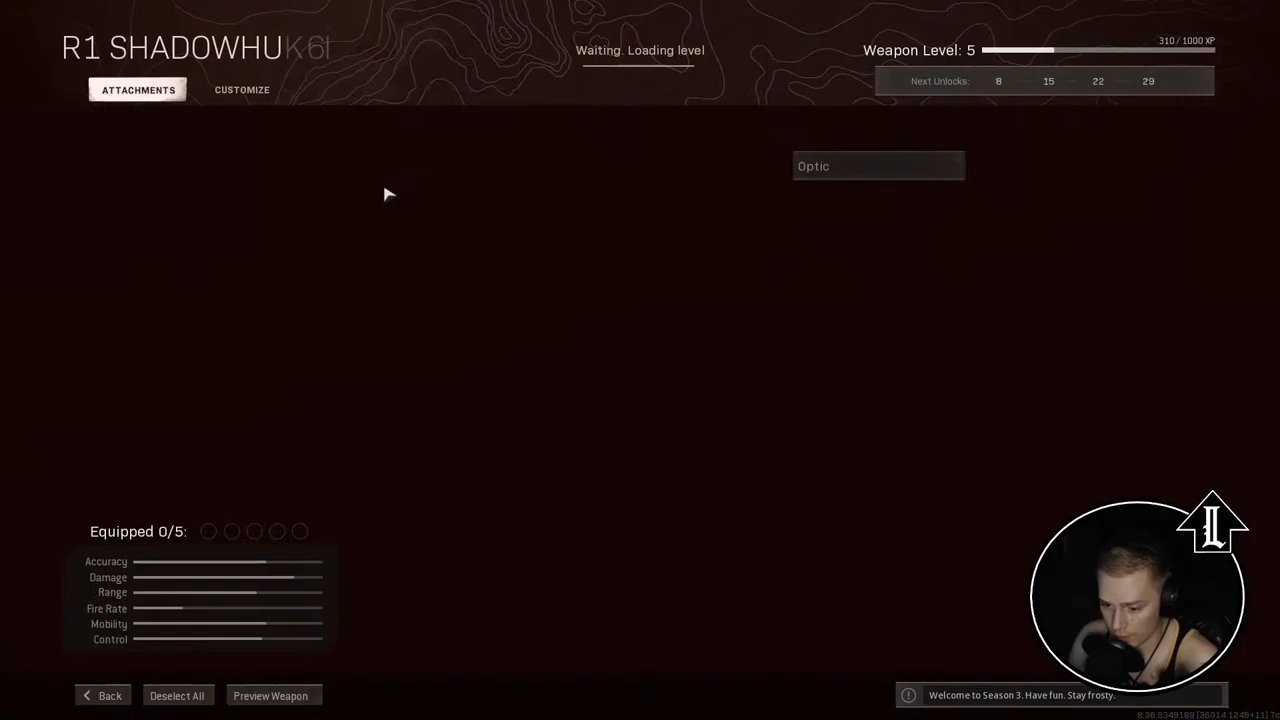 R1 SHADOWHU
Waiting. Loading level
Weapon Level: 5
310 / 1000 XP
ATTACHMENTS
CUSTOMIZE
Next Unlocks: 8 15 22 29
Optic
Equipped 0/5:
Accuracy
Damage
Range
Fire Rate
Mobility
Control
Back
Deselect All
Preview Weapon
L
Welcome to Season 3. Have fun. Stay frosty.